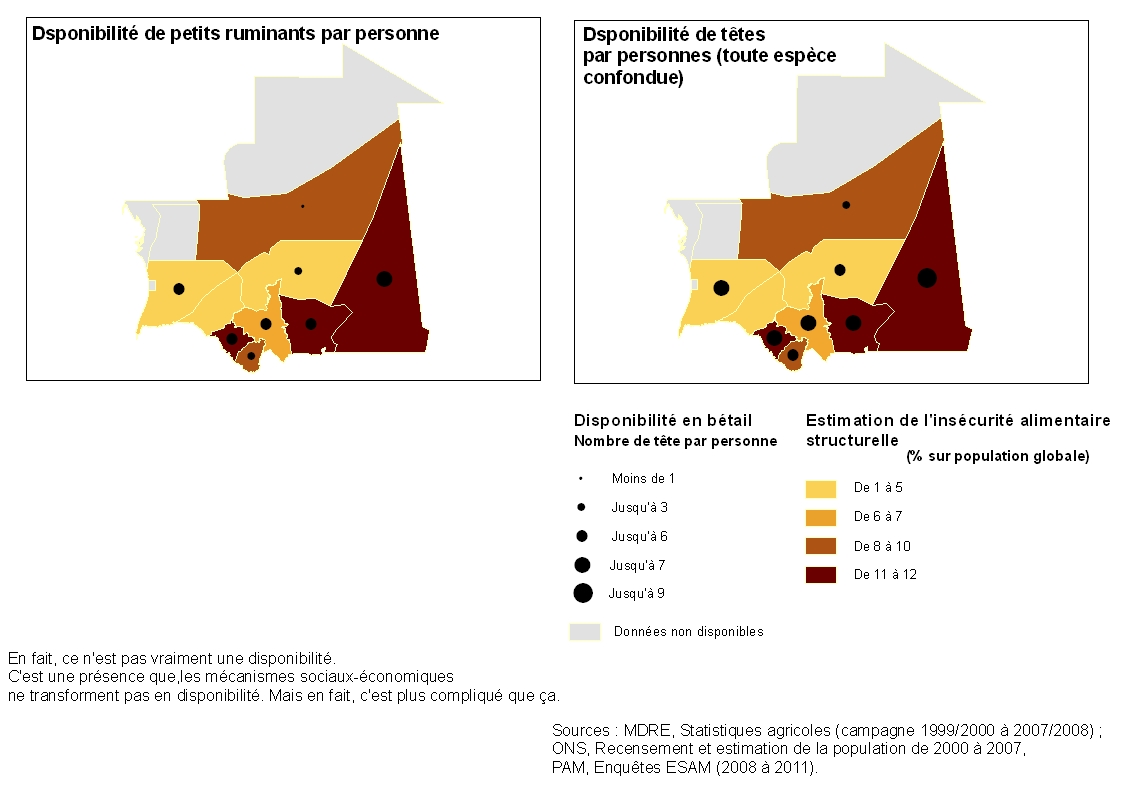 Dsponibilité de petits ruminants par personne
Dsponibilité de têtes
par personnes (toute espèce
confondue)
Disponibilité en bétail
Nombre de tête par personne
Moins de 1
Jusqu'à 3
Jusqu'à 6
Jusqu'à 7
Jusqu'à 9
Données non disponibles
Estimation de l'insécurité alimentaire
structurelle
(% sur population globale)
De 1 à 5
De 6 à 7
De 8 à 10
De 11 à 12
En fait, ce n'est pas vraiment une disponibilité.
C'est une présence que,les mécanismes sociaux-économiques
ne transforment pas en disponibilité. Mais en fait, c'est plus compliqué que ça.
Sources : MDRE, Statistiques agricoles (campagne 1999/2000 à 2007/2008) ;
ONS, Recensement et estimation de la population de 2000 à 2007,
PAM, Enquêtes ESAM (2008 à 2011).